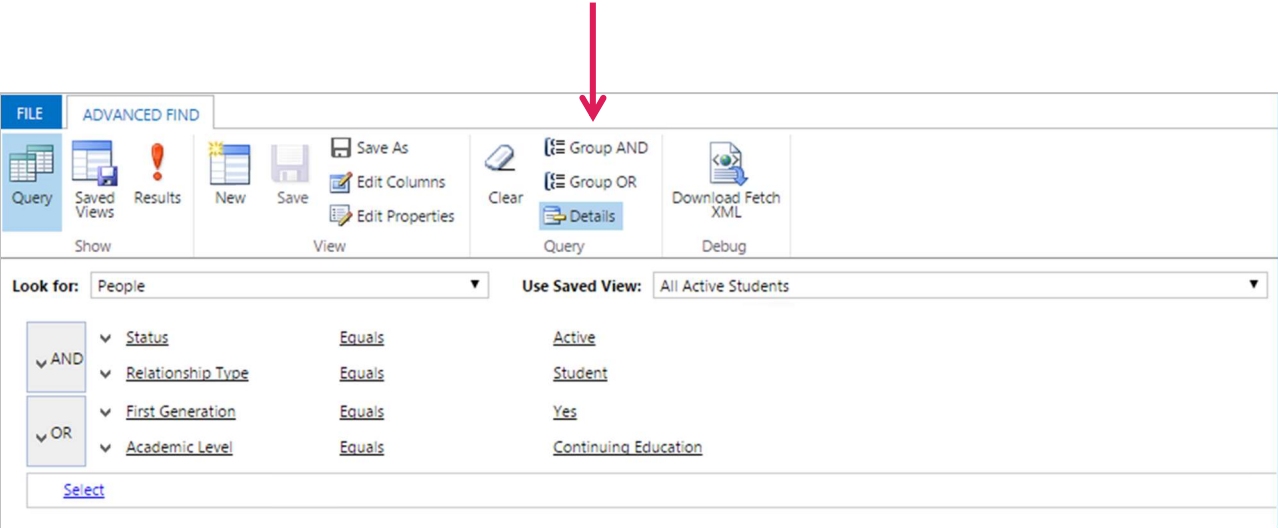 FILE ADVANCED FIND
Query
Saved Views
Results
Show
New
Save
Save As
Edit Columns
Edit Properties
View
Clear
Group AND
Group OR
Details
Query
Download Fetch XML
Debug
Look for: People Use Saved View: All Active Students
AND
Status Equals Active
Relationship Type Equals Student
OR
First Generation Equals Yes
Academic Level Equals Continuing Education
Select